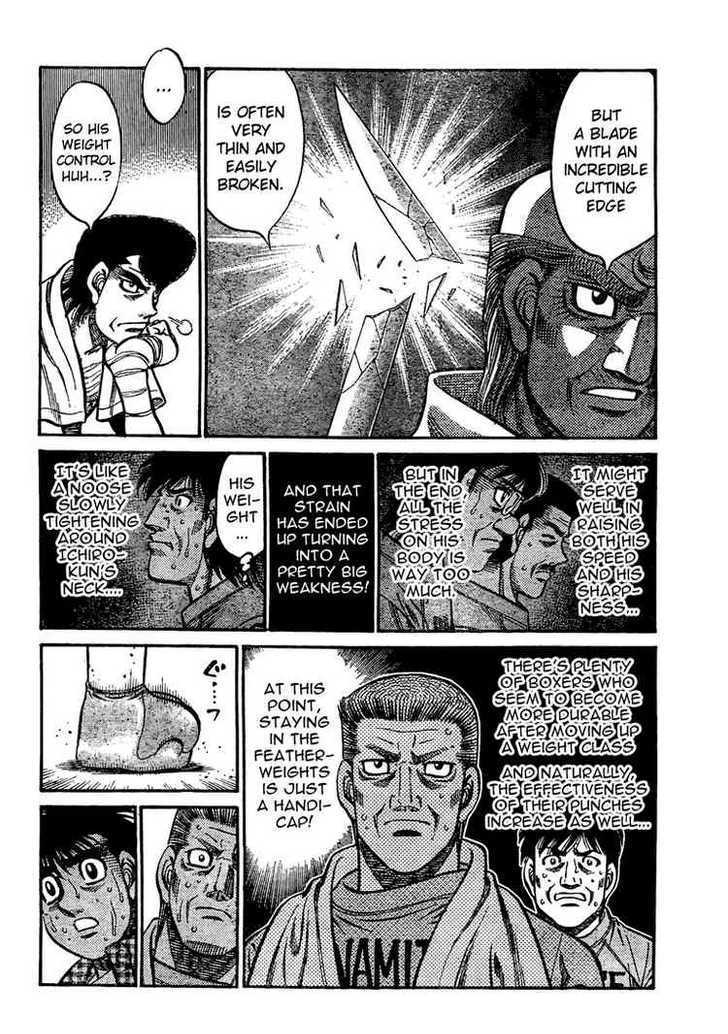 BUT
A BLADE
WITH AN
INCREDIBLE
CUTTING
EDGE
IS OFTEN
VERY
THIN AND
EASILY
BROKEN.
...
SO HIS
WEIGHT
CONTROL
HUH...?
IT MIGHT
SERVE
WELL IN
RAISING
BOTH HIS
SPEED
AND HIS
SHARP-
NESS...
BUT IN
THE END
ALL THE
STRESS
ON HIS
BODY IS
WAY TOO
MUCH.
AND THAT
STRAIN
HAS ENDED
UP TURNING
INTO A
PRETTY BIG
WEAKNESS!
HIS
WEI-
GHT
...
IT'S LIKE
A NOOSE
SLOWLY
TIGHTENING
AROUND
ICHIRO-
KUN'S
NECK....
THERE'S PLENTY
OF BOXERS WHO
SEEM TO BECOME
MORE DURABLE
AFTER MOVING UP
A WEIGHT CLASS
AND NATURALLY,
THE EFFECTIVENESS
OF THEIR PUNCHES
INCREASE AS WELL...
AT THIS
POINT,
STAYING
IN THE
FEATHER-
WEIGHTS
IS JUST
A HANDI-
CAP!
ぐ…っ